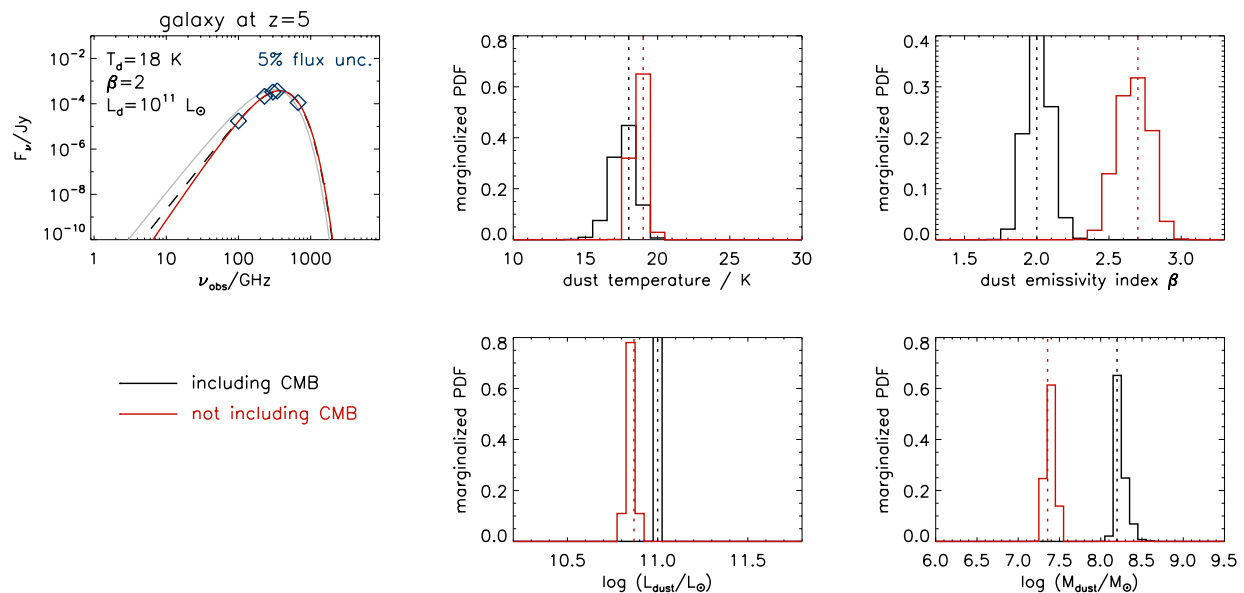 galaxy at z=5
T_d=18 K
5% flux unc.
β=2
L_d=10^11 L_⊙
F_ν/Jy
10^-2
10^-4
10^-6
10^-8
10^-10
1 10 100 1000
ν_obs/GHz
marginalized PDF
0.8
0.6
0.4
0.2
0.0
10 15 20 25 30
dust temperature / K
marginalized PDF
0.4
0.3
0.2
0.1
0.0
1.5 2.0 2.5 3.0
dust emissivity index β
including CMB
not including CMB
marginalized PDF
0.8
0.6
0.4
0.2
0.0
10.5 11.0 11.5
log (L_dust/L_⊙)
marginalized PDF
0.8
0.6
0.4
0.2
0.0
6.0 6.5 7.0 7.5 8.0 8.5 9.0 9.5
log (M_dust/M_⊙)